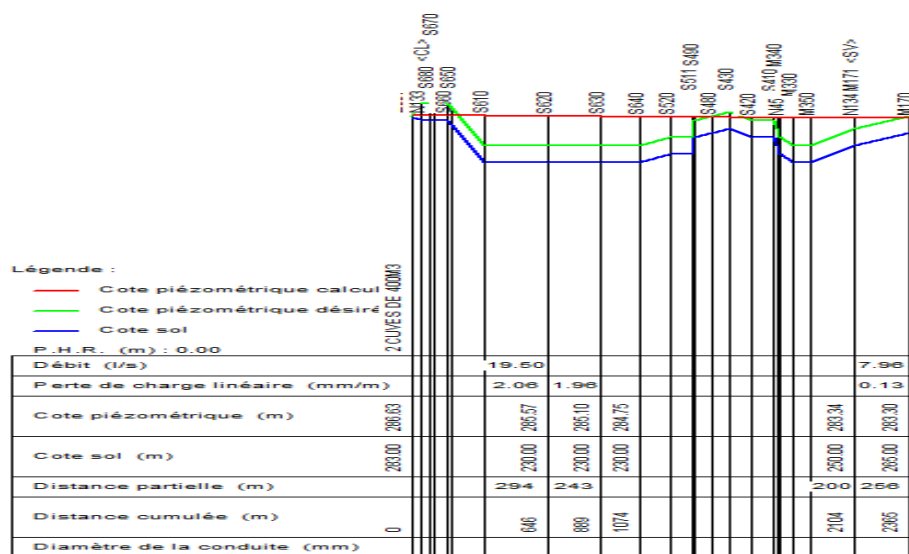 S670
<CL>
S680
N133
S660
S650
S610
S620
S630
S640
S520
S511
S490
S480
S430
S420
S410
M340
N45
M330
M350
N134
M171
<SV>
M170
Légende :
Cote piézométrique calcul
Cote piézométrique désiré
Cote sol
2 CUVES DE 400M3
P.H.R. (m) : 0.00
Débit (l/s) 19.50 7.96
Perte de charge linéaire (mm/m) 2.06 1.96 0.13
Cote piézométrique (m) 286.63 285.57 285.10 284.75 283.34 283.30
Cote sol (m) 283.00 230.00 230.00 230.00 250.00 265.00
Distance partielle (m) 294 243 200 256
Distance cumulée (m) 0 646 889 1074 2104 2365
Diamètre de la conduite (mm)